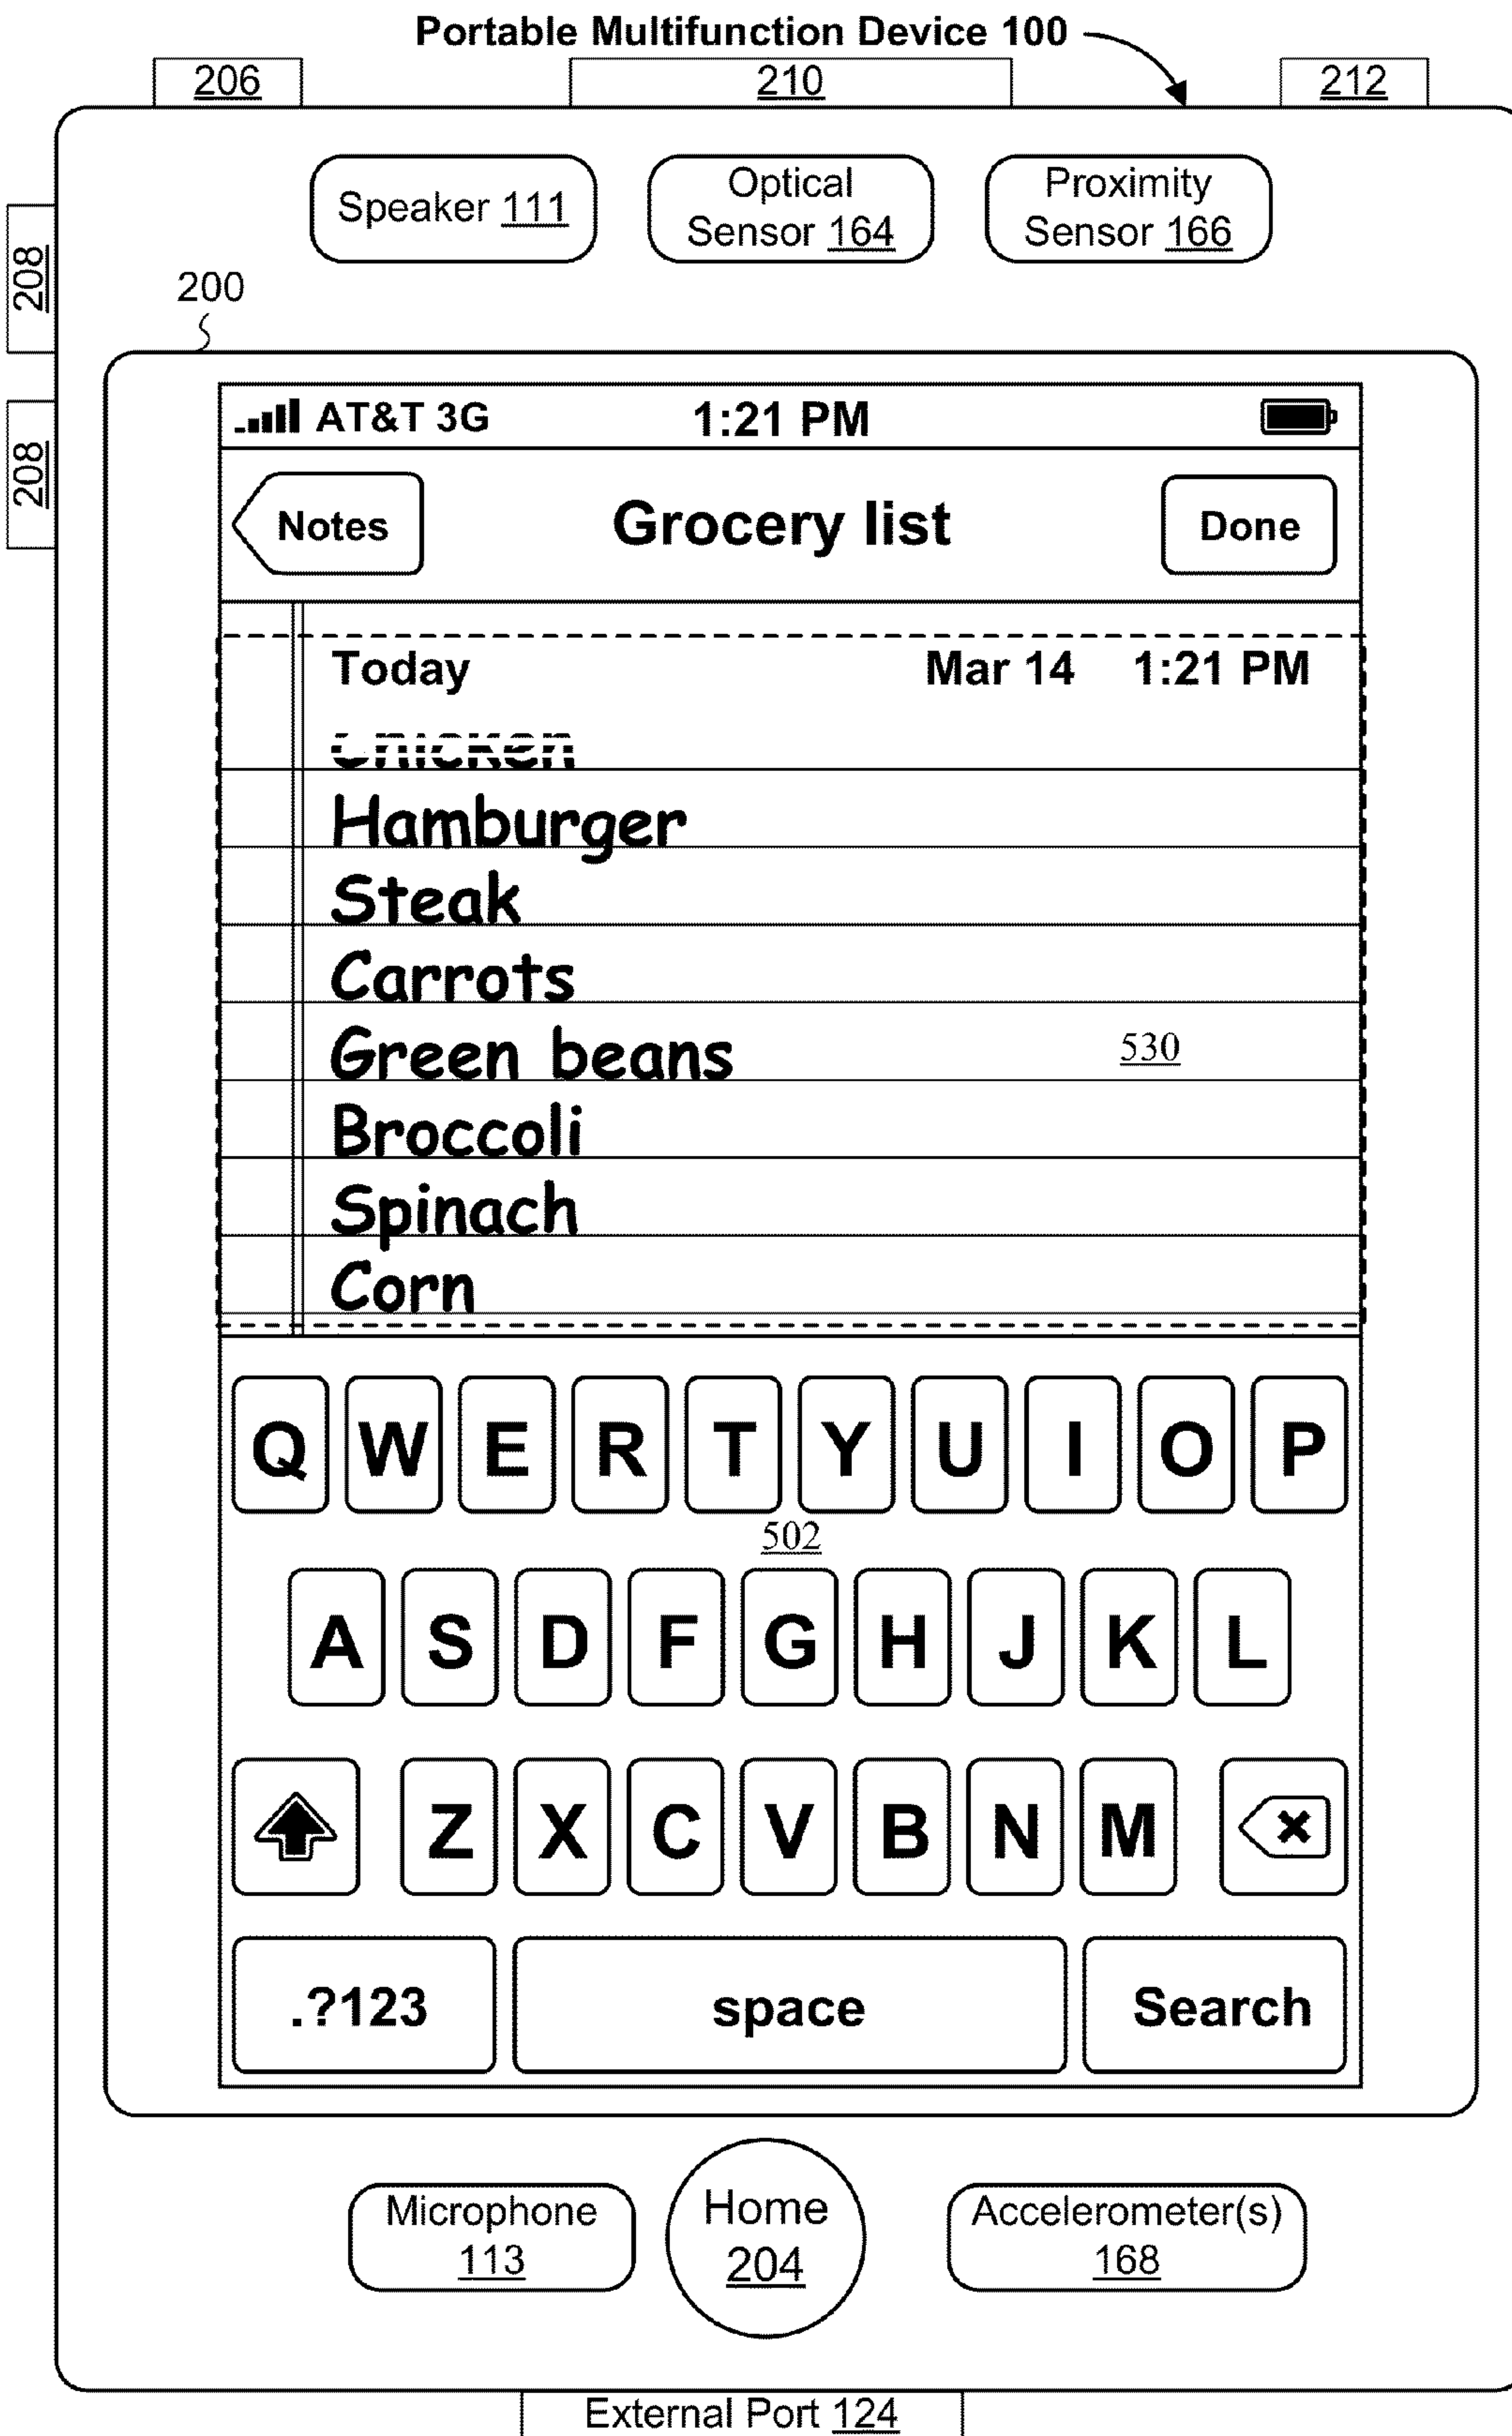 Portable Multifunction Device 100
206 210 212
Speaker 111
Optical Sensor 164
Proximity Sensor 166
208
200
208
AT&T 3G 1:21 PM
Notes Grocery list Done
Today Mar 14 1:21 PM
Chicken
Hamburger
Steak
Carrots
Green beans 530
Broccoli
Spinach
Corn
Q W E R T Y U I O P
502
A S D F G H J K L
Z X C V B N M
.?123 space Search
Microphone 113
Home 204
Accelerometer(s) 168
External Port 124